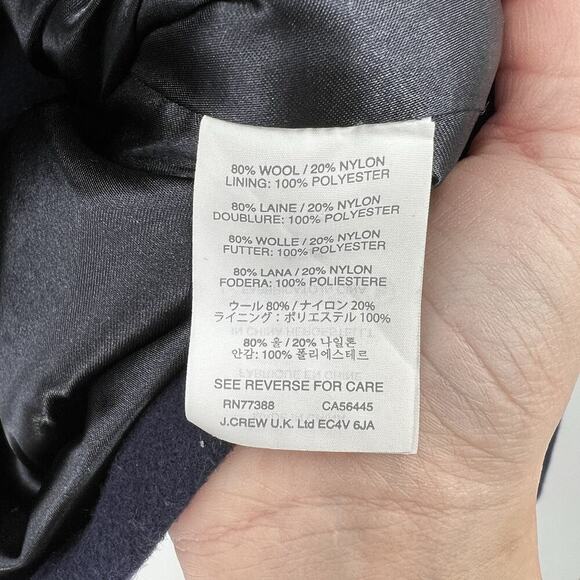 80% WOOL / 20% NYLON
LINING: 100% POLYESTER
80% LAINE / 20% NYLON
DOUBLURE: 100% POLYESTER
80% WOLLE / 20% NYLON
FUTTER: 100% POLYESTER
80% LANA / 20% NYLON
FODERA: 100% POLIESTERE
ウール 80% / ナイロン 20%
ライニング: ポリエステル 100%
80% 울 / 20% 나일론
안감: 100% 폴리에스테르
SEE REVERSE FOR CARE
RN77388 CA56445
J.CREW U.K. Ltd EC4V 6JA